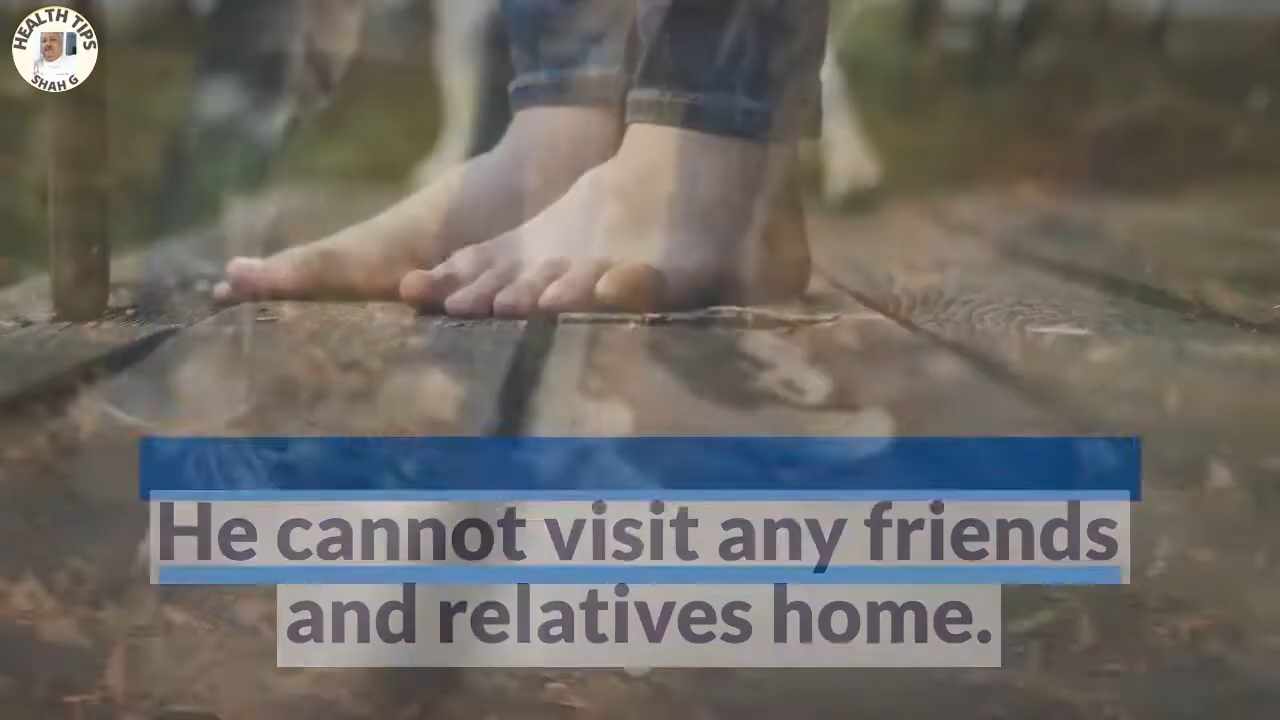 HEALTH TIPS
SHAH G
He cannot visit any friends
and relatives home.